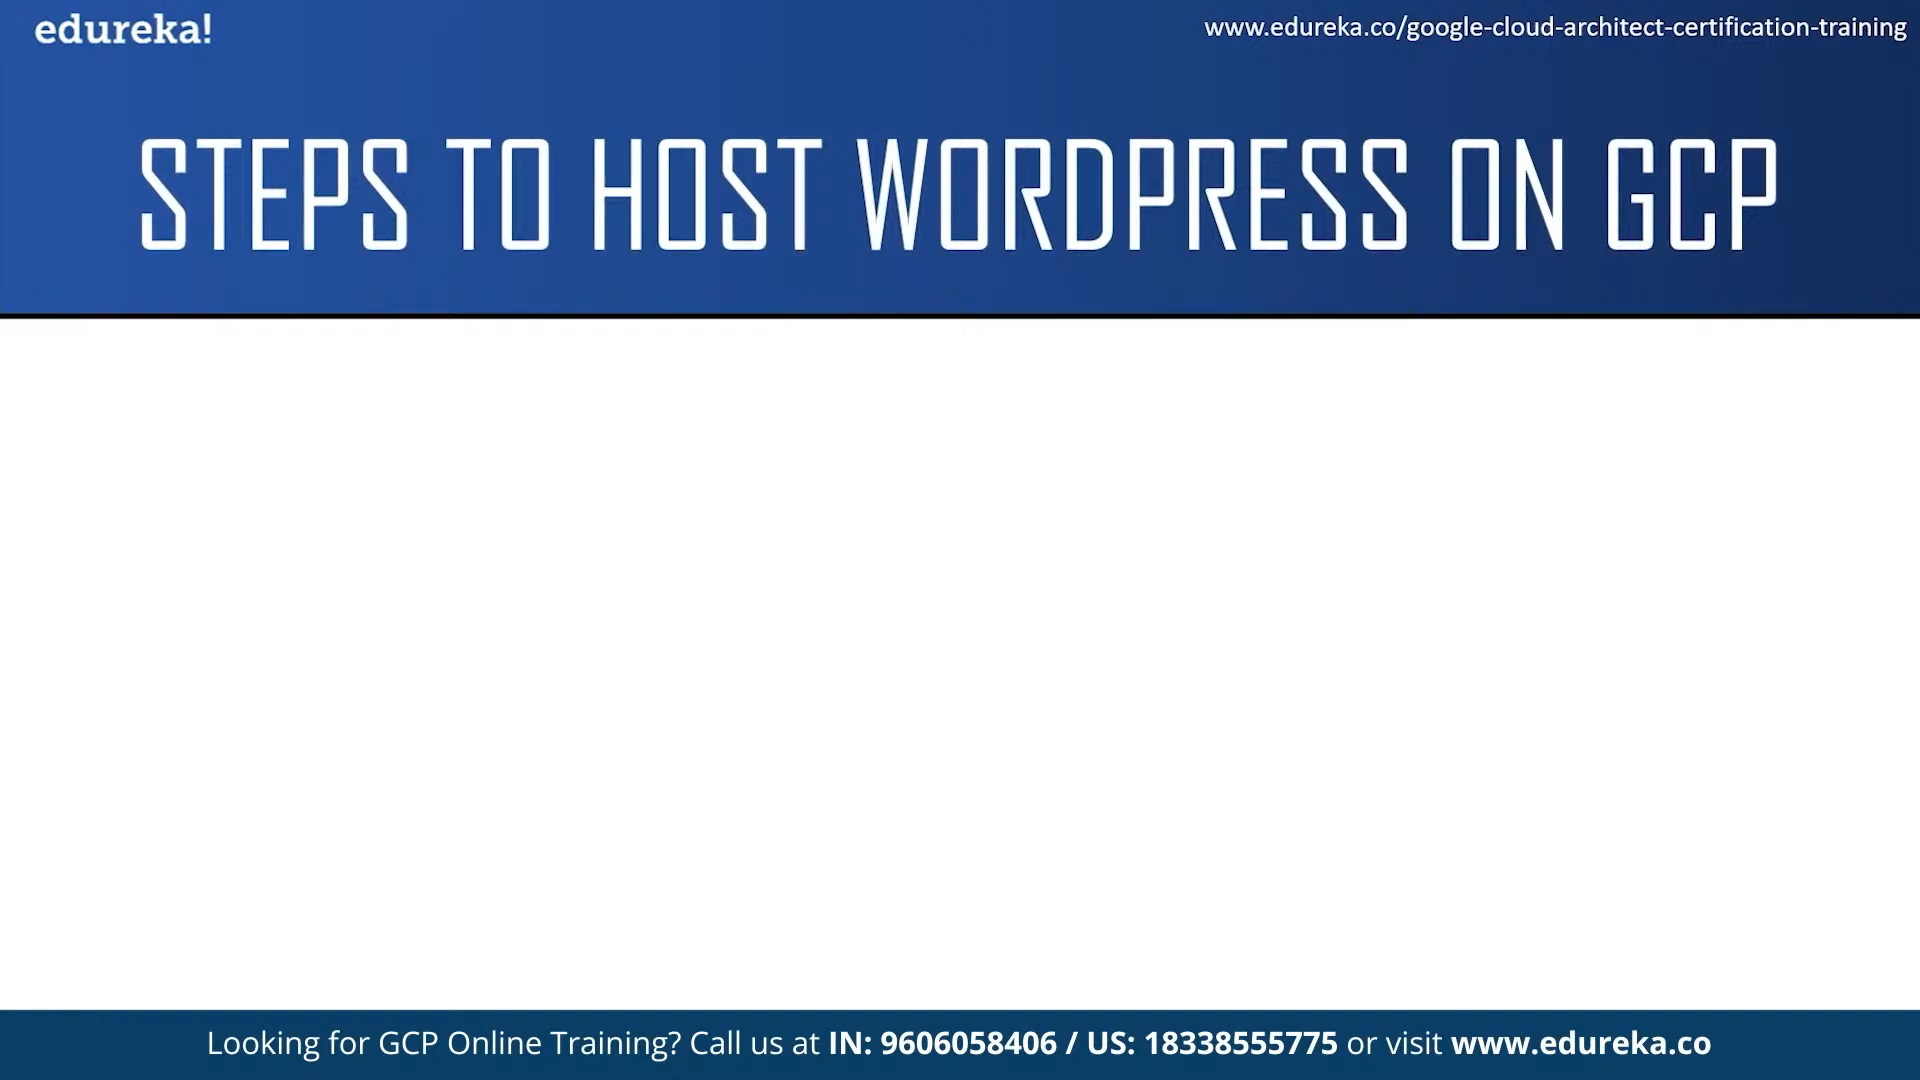 edureka!
www.edureka.co/google-cloud-architect-certification-training
STEPS TO HOST WORDPRESS ON GCP
Looking for GCP Online Training? Call us at IN: 9606058406 / US: 18338555775 or visit www.edureka.co